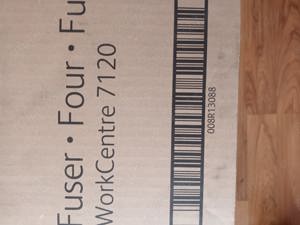 Fuser • Four • Fu
WorkCentre 7120
008R13088